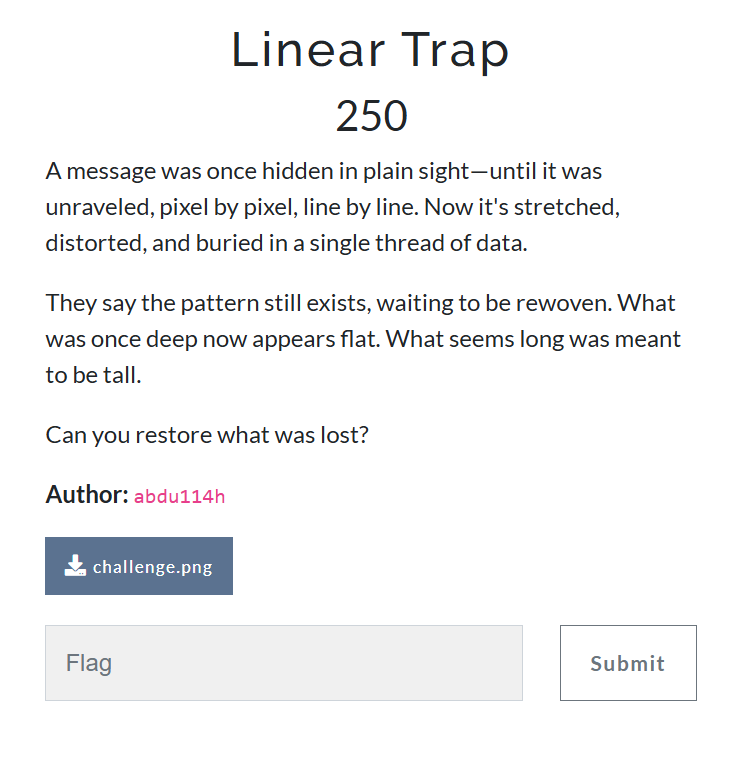 Linear Trap
250
A message was once hidden in plain sight—until it was
unraveled, pixel by pixel, line by line. Now it's stretched,
distorted, and buried in a single thread of data.
They say the pattern still exists, waiting to be rewoven. What
was once deep now appears flat. What seems long was meant
to be tall.
Can you restore what was lost?
Author: abdu114h
challenge.png
Flag
Submit